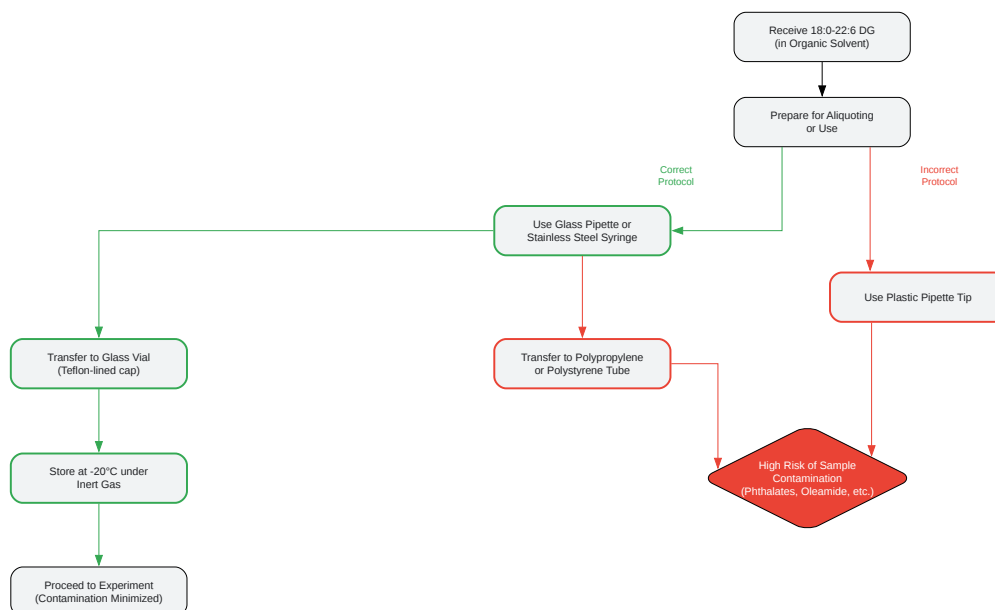 Receive 18:0-22:6 DG
(in Organic Solvent)
Prepare for Aliquoting
or Use
Correct
Protocol
Incorrect
Protocol
Use Glass Pipette or
Stainless Steel Syringe
Use Plastic Pipette Tip
Transfer to Glass Vial
(Teflon-lined cap)
Transfer to Polypropylene
or Polystyrene Tube
Store at -20°C under
Inert Gas
High Risk of Sample
Contamination
(Phthalates, Oleamide, etc.)
Proceed to Experiment
(Contamination Minimized)